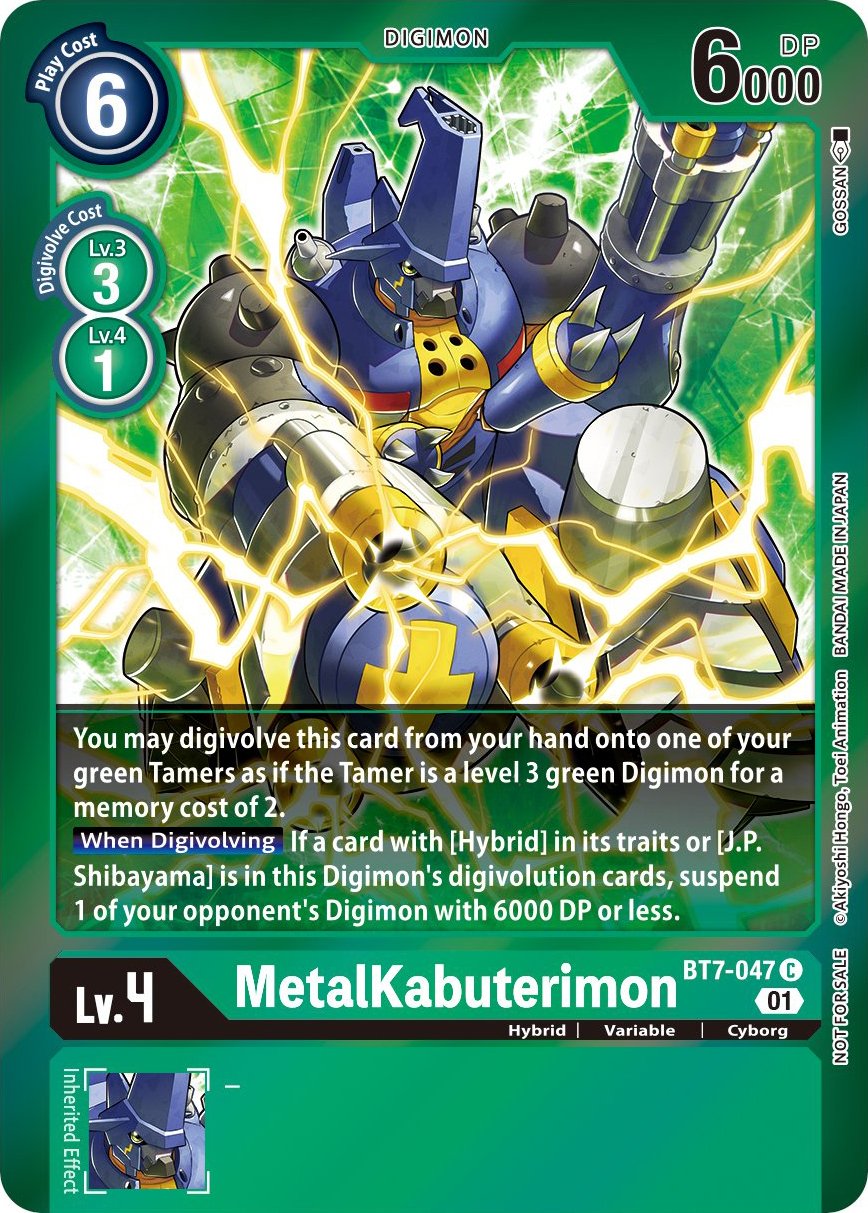 DIGIMON
Play Cost
6
DP
6000
Digivolve Cost
Lv.3
3
Lv.4
1
GOSSAN
BANDAI MADE IN JAPAN
©Akiyoshi Hongo, Toei Animation
NOT FOR SALE
You may digivolve this card from your hand onto one of your
green Tamers as if the Tamer is a level 3 green Digimon for a
memory cost of 2.
When Digivolving If a card with [Hybrid] in its traits or [J.P.
Shibayama] is in this Digimon's digivolution cards, suspend
1 of your opponent's Digimon with 6000 DP or less.
Lv.4
MetalKabuterimon
BT7-047 C
01
Hybrid | Variable | Cyborg
Inherited Effect
–